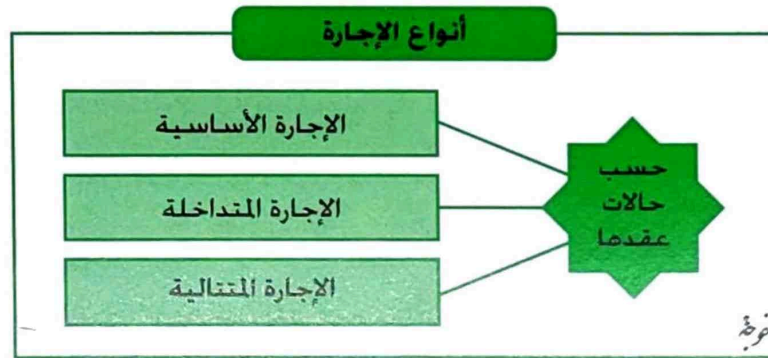 أنواع الإجارة
حسب
حالات
عقدها
الإجارة الأساسية
الإجارة المتداخلة
الإجارة المتتالية